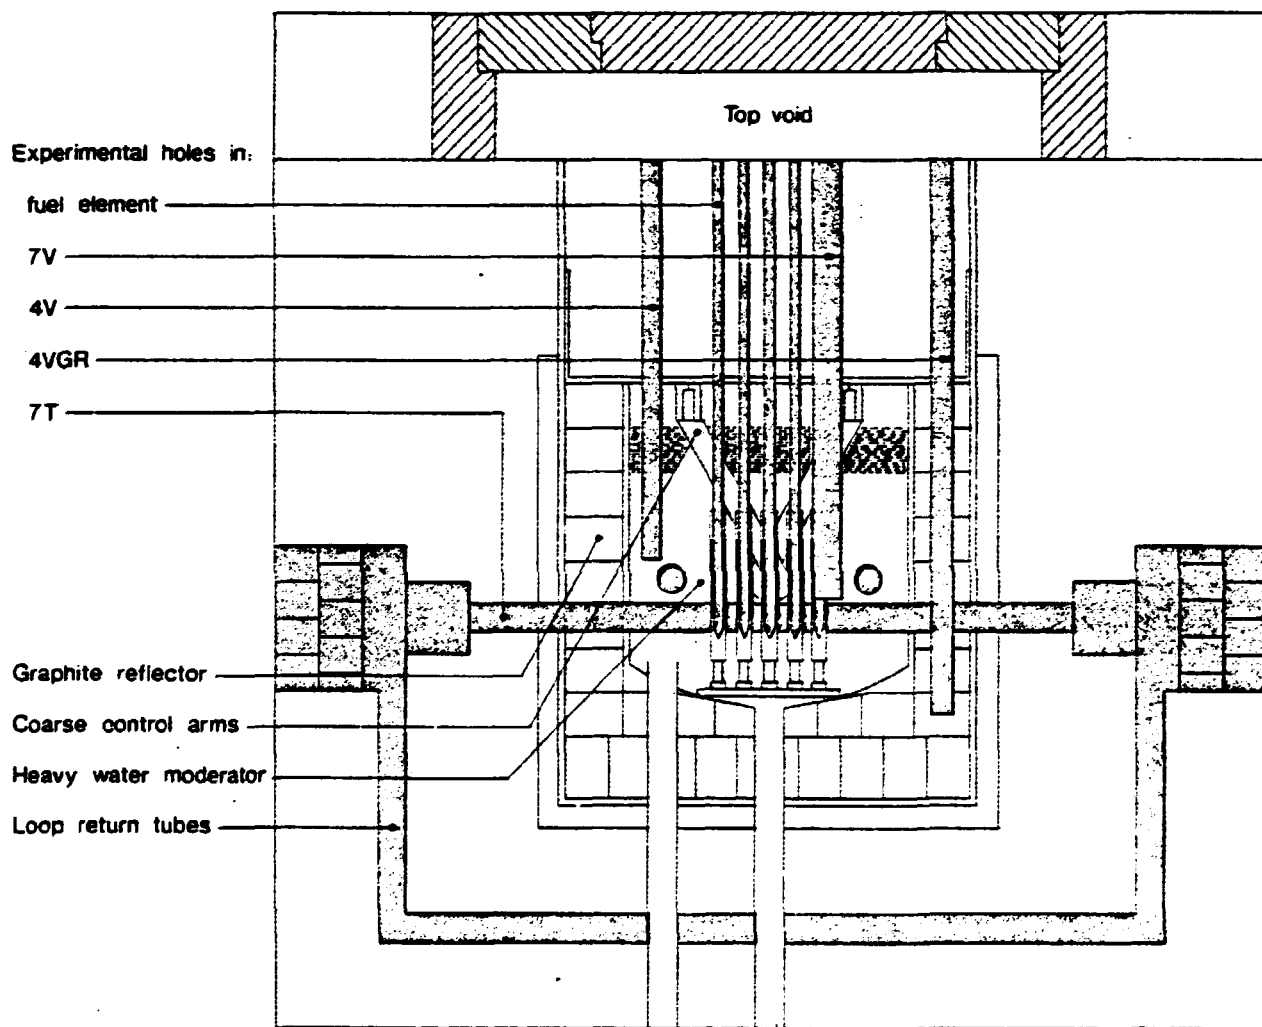 Top void
Experimental holes in:
fuel element
7V
4V
4VGR
7T
Graphite reflector
Coarse control arms
Heavy water moderator
Loop return tubes